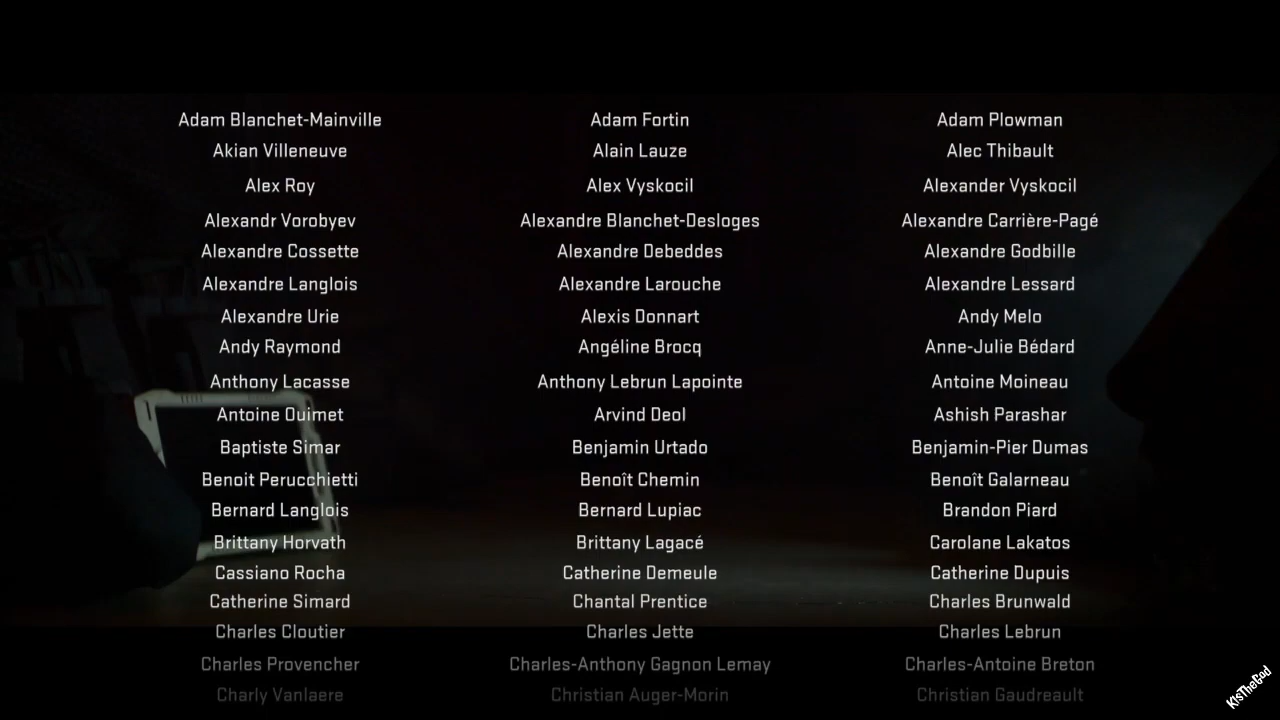 Adam Blanchet-Mainville Adam Fortin Adam Plowman
Akian Villeneuve Alain Lauze Alec Thibault
Alex Roy Alex Vyskocil Alexander Vyskocil
Alexandr Vorobyev Alexandre Blanchet-Desloges Alexandre Carrière-Pagé
Alexandre Cossette Alexandre Debeddes Alexandre Godbille
Alexandre Langlois Alexandre Larouche Alexandre Lessard
Alexandre Urie Alexis Donnart Andy Melo
Andy Raymond Angéline Brocq Anne-Julie Bédard
Anthony Lacasse Anthony Lebrun Lapointe Antoine Moineau
Antoine Ouimet Arvind Deol Ashish Parashar
Baptiste Simar Benjamin Urtado Benjamin-Pier Dumas
Benoit Perucchietti Benoît Chemin Benoît Galarneau
Bernard Langlois Bernard Lupiac Brandon Piard
Brittany Horvath Brittany Lagacé Carolane Lakatos
Cassiano Rocha Catherine Demeule Catherine Dupuis
Catherine Simard Chantal Prentice Charles Brunwald
Charles Cloutier Charles Jette Charles Lebrun
Charles Provencher Charles-Anthony Gagnon Lemay Charles-Antoine Breton
Charly Vanlaere Christian Auger-Morin Christian Gaudreault
K1sTheGod